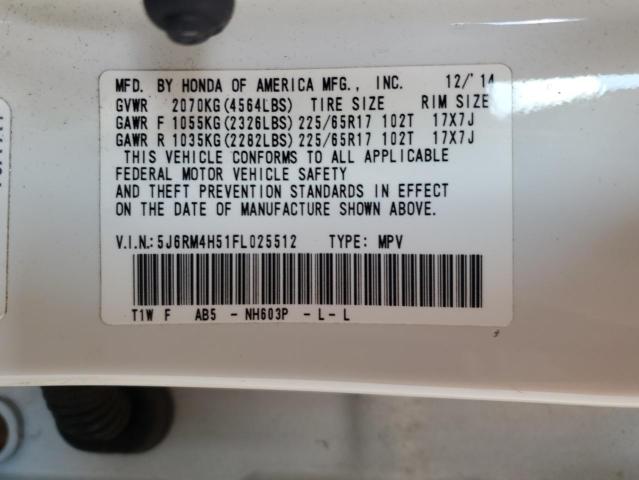 MFD. BY HONDA OF AMERICA MFG., INC. 12/'14
GVWR 2070KG(4564LBS) TIRE SIZE RIM SIZE
GAWR F 1055KG(2326LBS) 225/65R17 102T 17X7J
GAWR R 1035KG(2282LBS) 225/65R17 102T 17X7J
THIS VEHICLE CONFORMS TO ALL APPLICABLE
FEDERAL MOTOR VEHICLE SAFETY
AND THEFT PREVENTION STANDARDS IN EFFECT
ON THE DATE OF MANUFACTURE SHOWN ABOVE.
V.I.N.:5J6RM4H51FL025512 TYPE: MPV
T1W F AB5 - NH603P - L - L